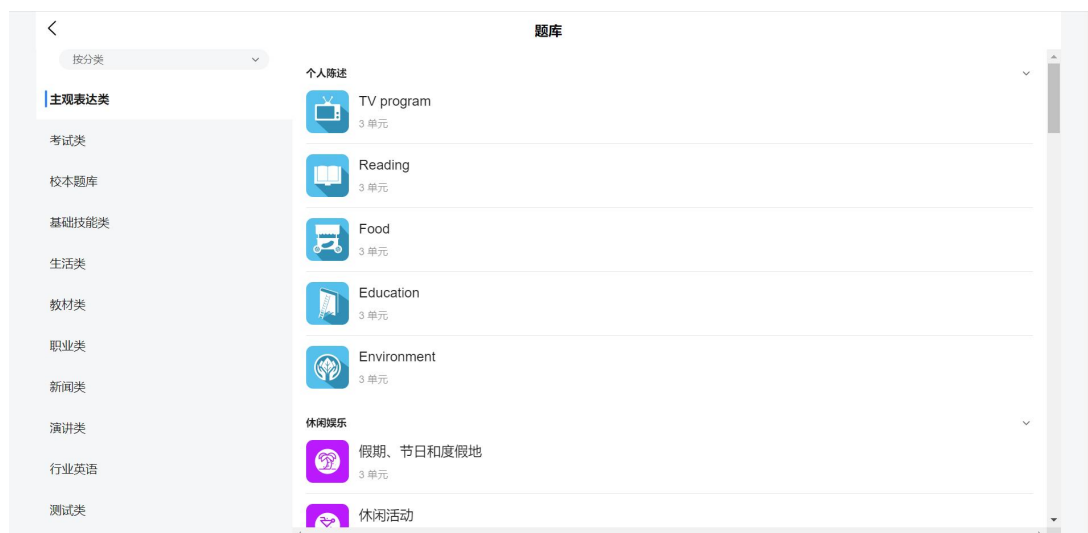 题库
按分类
主观表达类
考试类
校本题库
基础技能类
生活类
教材类
职业类
新闻类
演讲类
行业英语
测试类
个人陈述
TV program
3 单元
Reading
3 单元
Food
3 单元
Education
3 单元
Environment
3 单元
休闲娱乐
假期、节日和度假地
3 单元
休闲活动